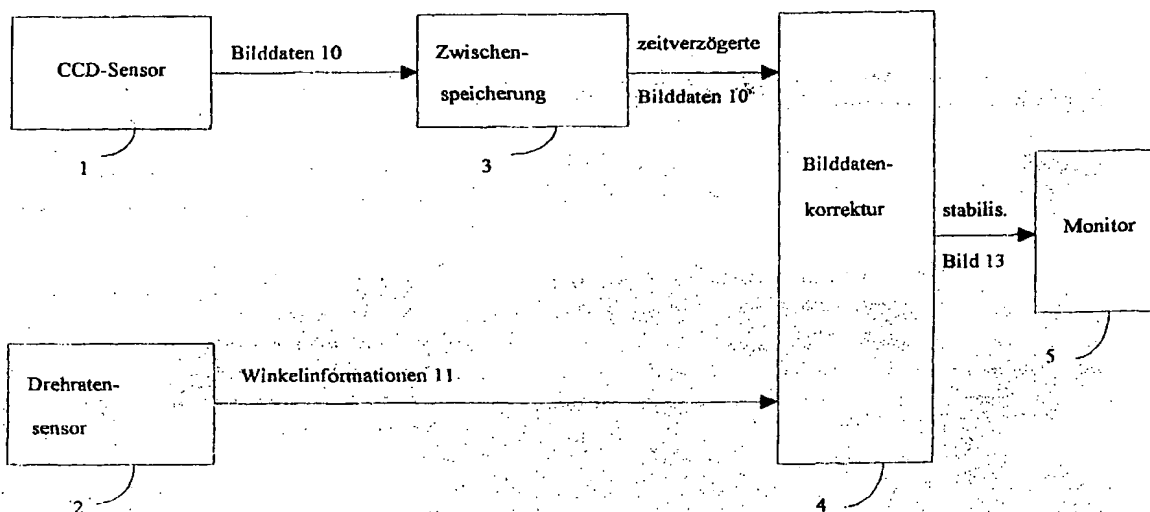 CCD-Sensor
1
Bilddaten 10
Zwischen-
speicherung
3
zeitverzögerte
Bilddaten 10'
Bilddaten-
korrektur
4
stabilis.
Bild 13
Monitor
5
Drehraten-
sensor
2
Winkelinformationen 11